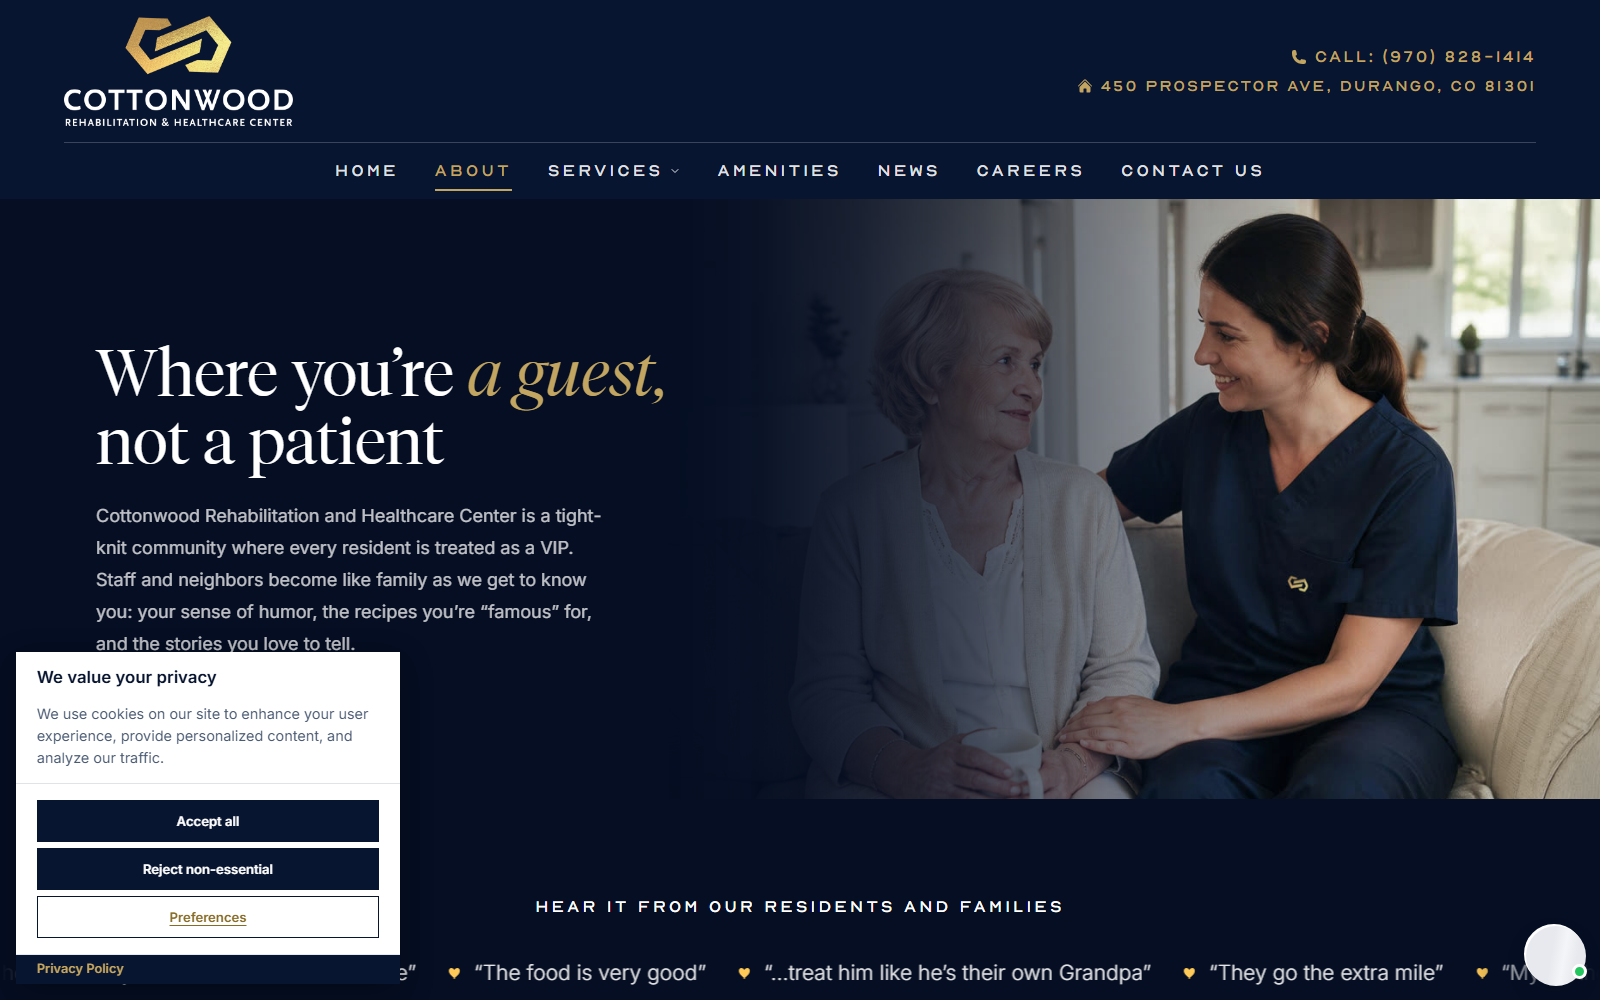 COTTONWOOD
REHABILITATION & HEALTHCARE CENTER
CALL: (970) 828-1414
450 PROSPECTOR AVE, DURANGO, CO 81301
HOME ABOUT SERVICES AMENITIES NEWS CAREERS CONTACT US
Where you’re a guest,
not a patient
Cottonwood Rehabilitation and Healthcare Center is a tight-
knit community where every resident is treated as a VIP.
Staff and neighbors become like family as we get to know
you: your sense of humor, the recipes you’re “famous” for,
and the stories you love to tell.
We value your privacy
We use cookies on our site to enhance your user
experience, provide personalized content, and
analyze our traffic.
Accept all
Reject non-essential
Preferences
Privacy Policy
HEAR IT FROM OUR RESIDENTS AND FAMILIES
“The food is very good” “...treat him like he’s their own Grandpa” “They go the extra mile”